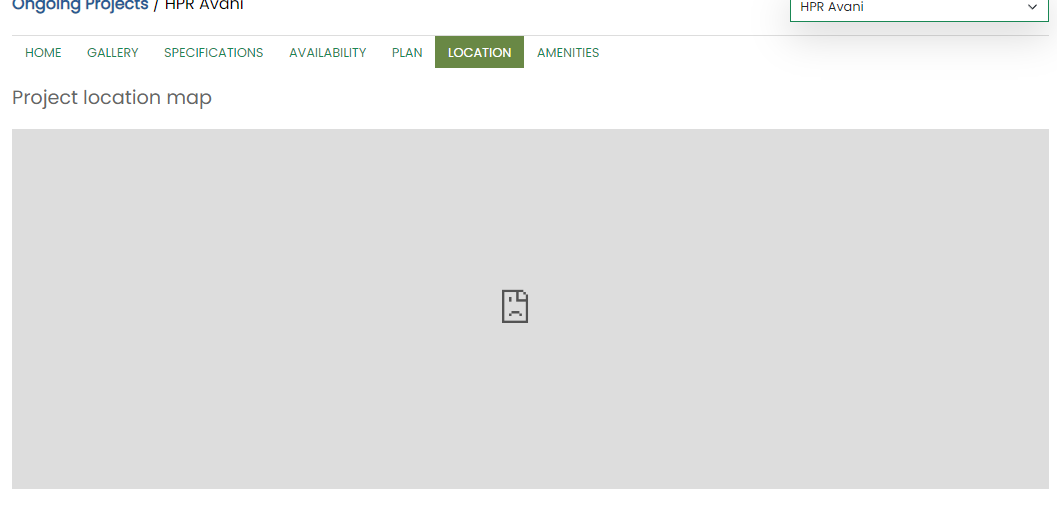 Ongoing Projects / HPR Avani
HPR Avani
HOME GALLERY SPECIFICATIONS AVAILABILITY PLAN LOCATION AMENITIES
Project location map